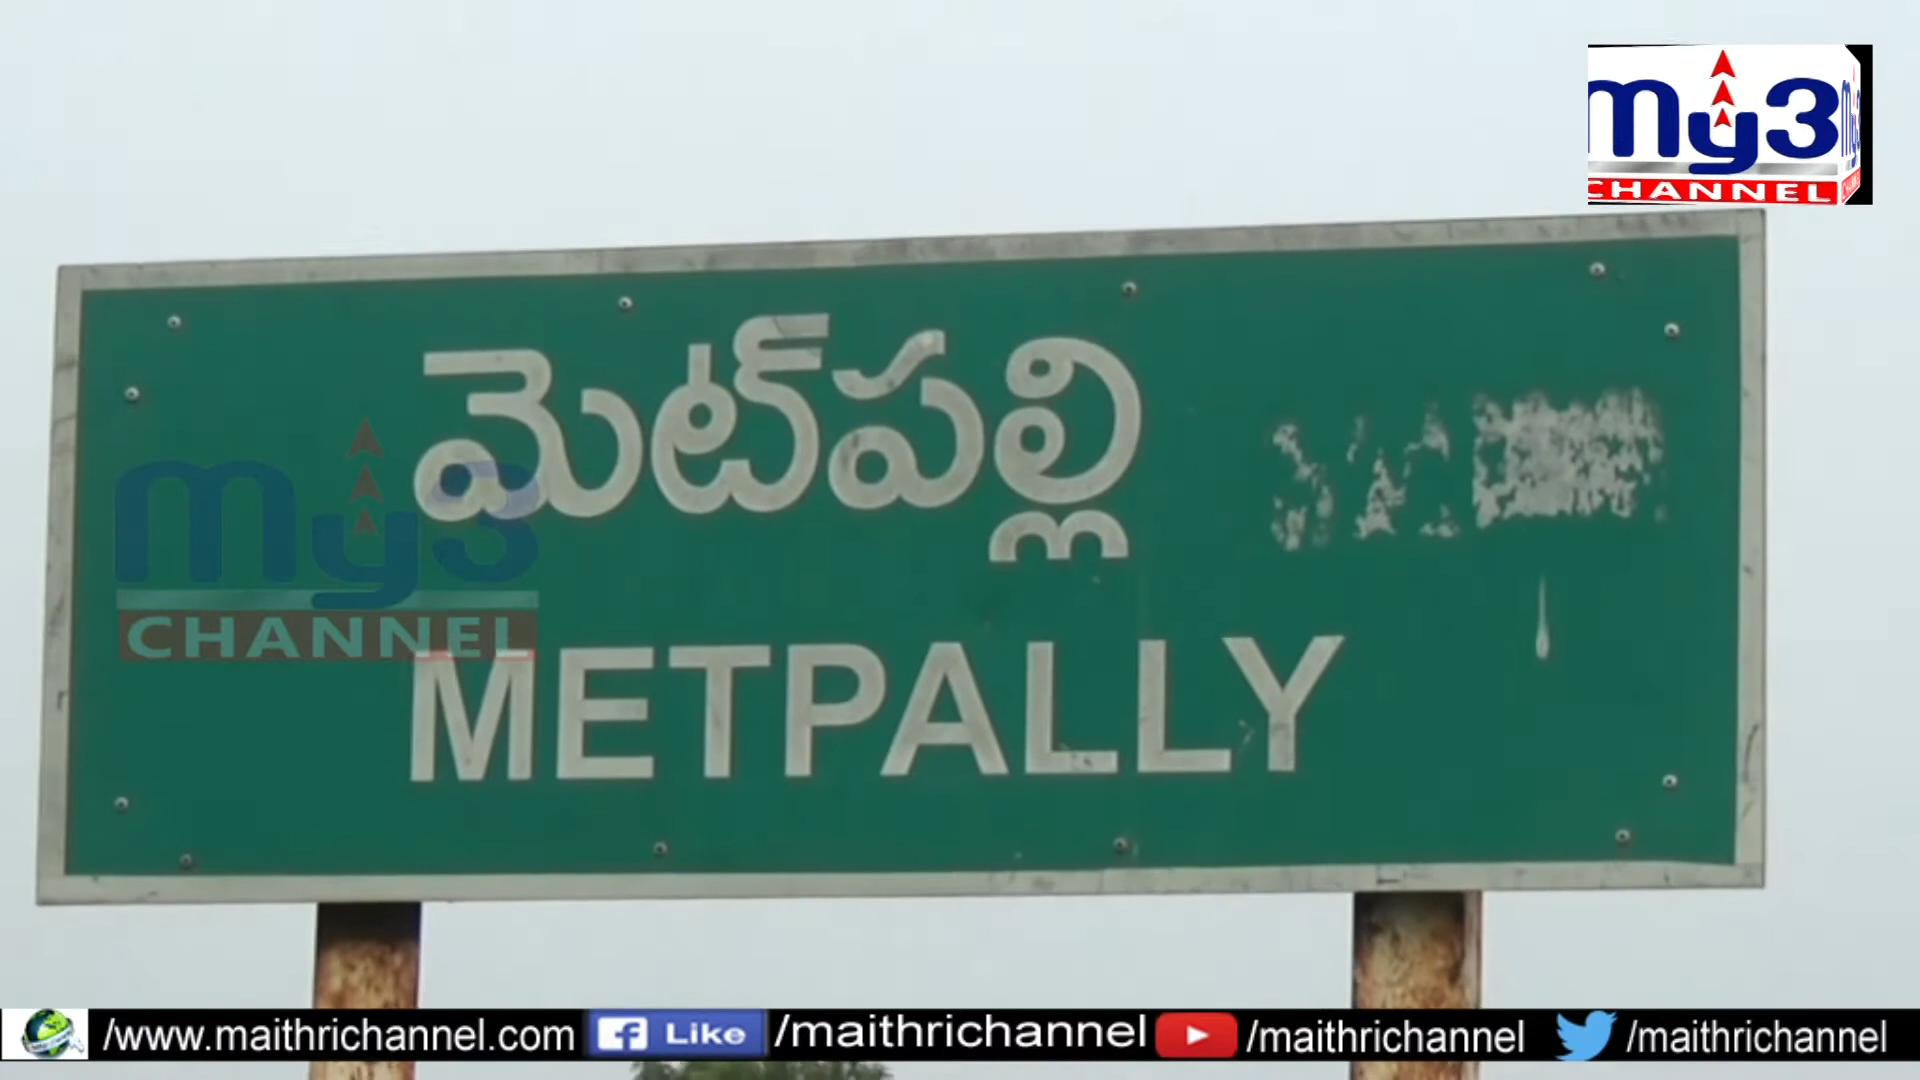 my3
CHANNEL
మెట్‌పల్లి
my3
CHANNEL
METPALLY
/www.maithrichannel.com Like /maithrichannel /maithrichannel /maithrichannel